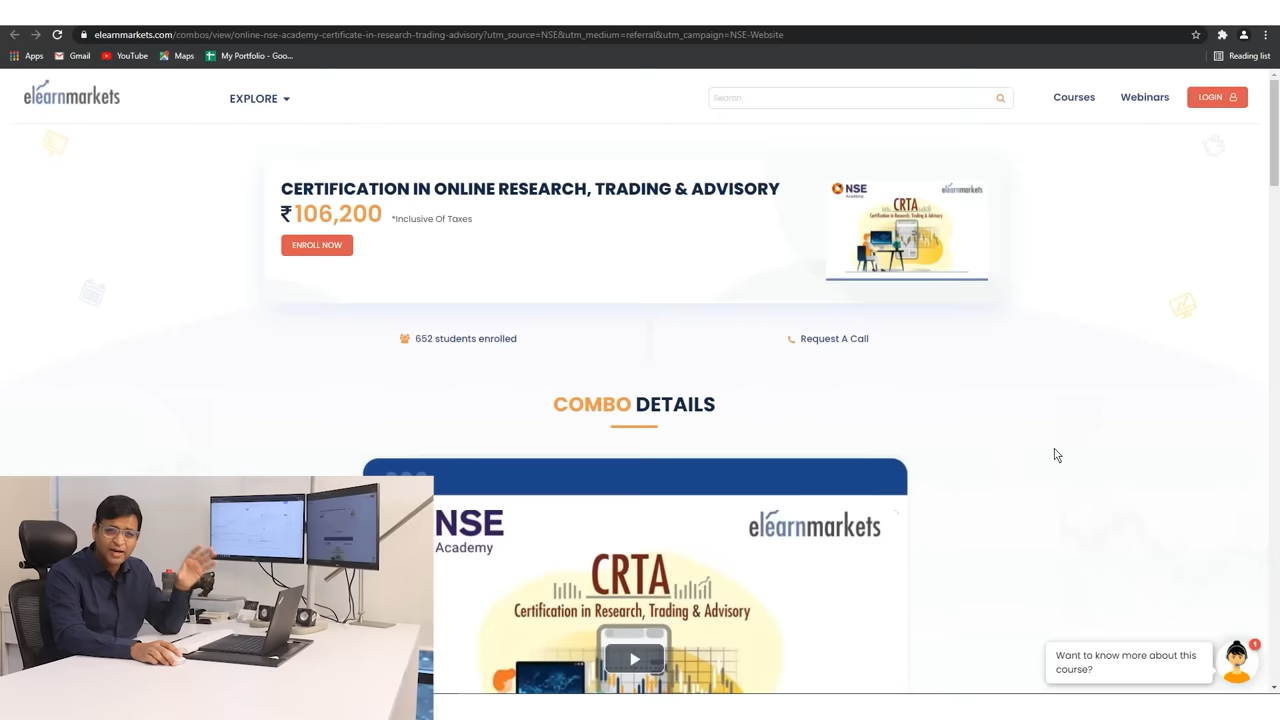 elearnmarkets.com/combos/view/online-nse-academy-certificate-in-research-trading-advisory?utm_source=NSE&utm_medium=referral&utm_campaign=NSE-Website
Apps Gmail YouTube Maps My Portfolio - Goo... Reading list
elearnmarkets EXPLORE Search Courses Webinars LOGIN
CERTIFICATION IN ONLINE RESEARCH, TRADING & ADVISORY
₹106,200 *Inclusive Of Taxes
ENROLL NOW
NSE Academy elearnmarkets
CRTA
Certification in Research, Trading & Advisory
652 students enrolled Request A Call
COMBO DETAILS
NSE elearnmarkets
Academy
CRTA
Certification in Research, Trading & Advisory
Want to know more about this
course?
1